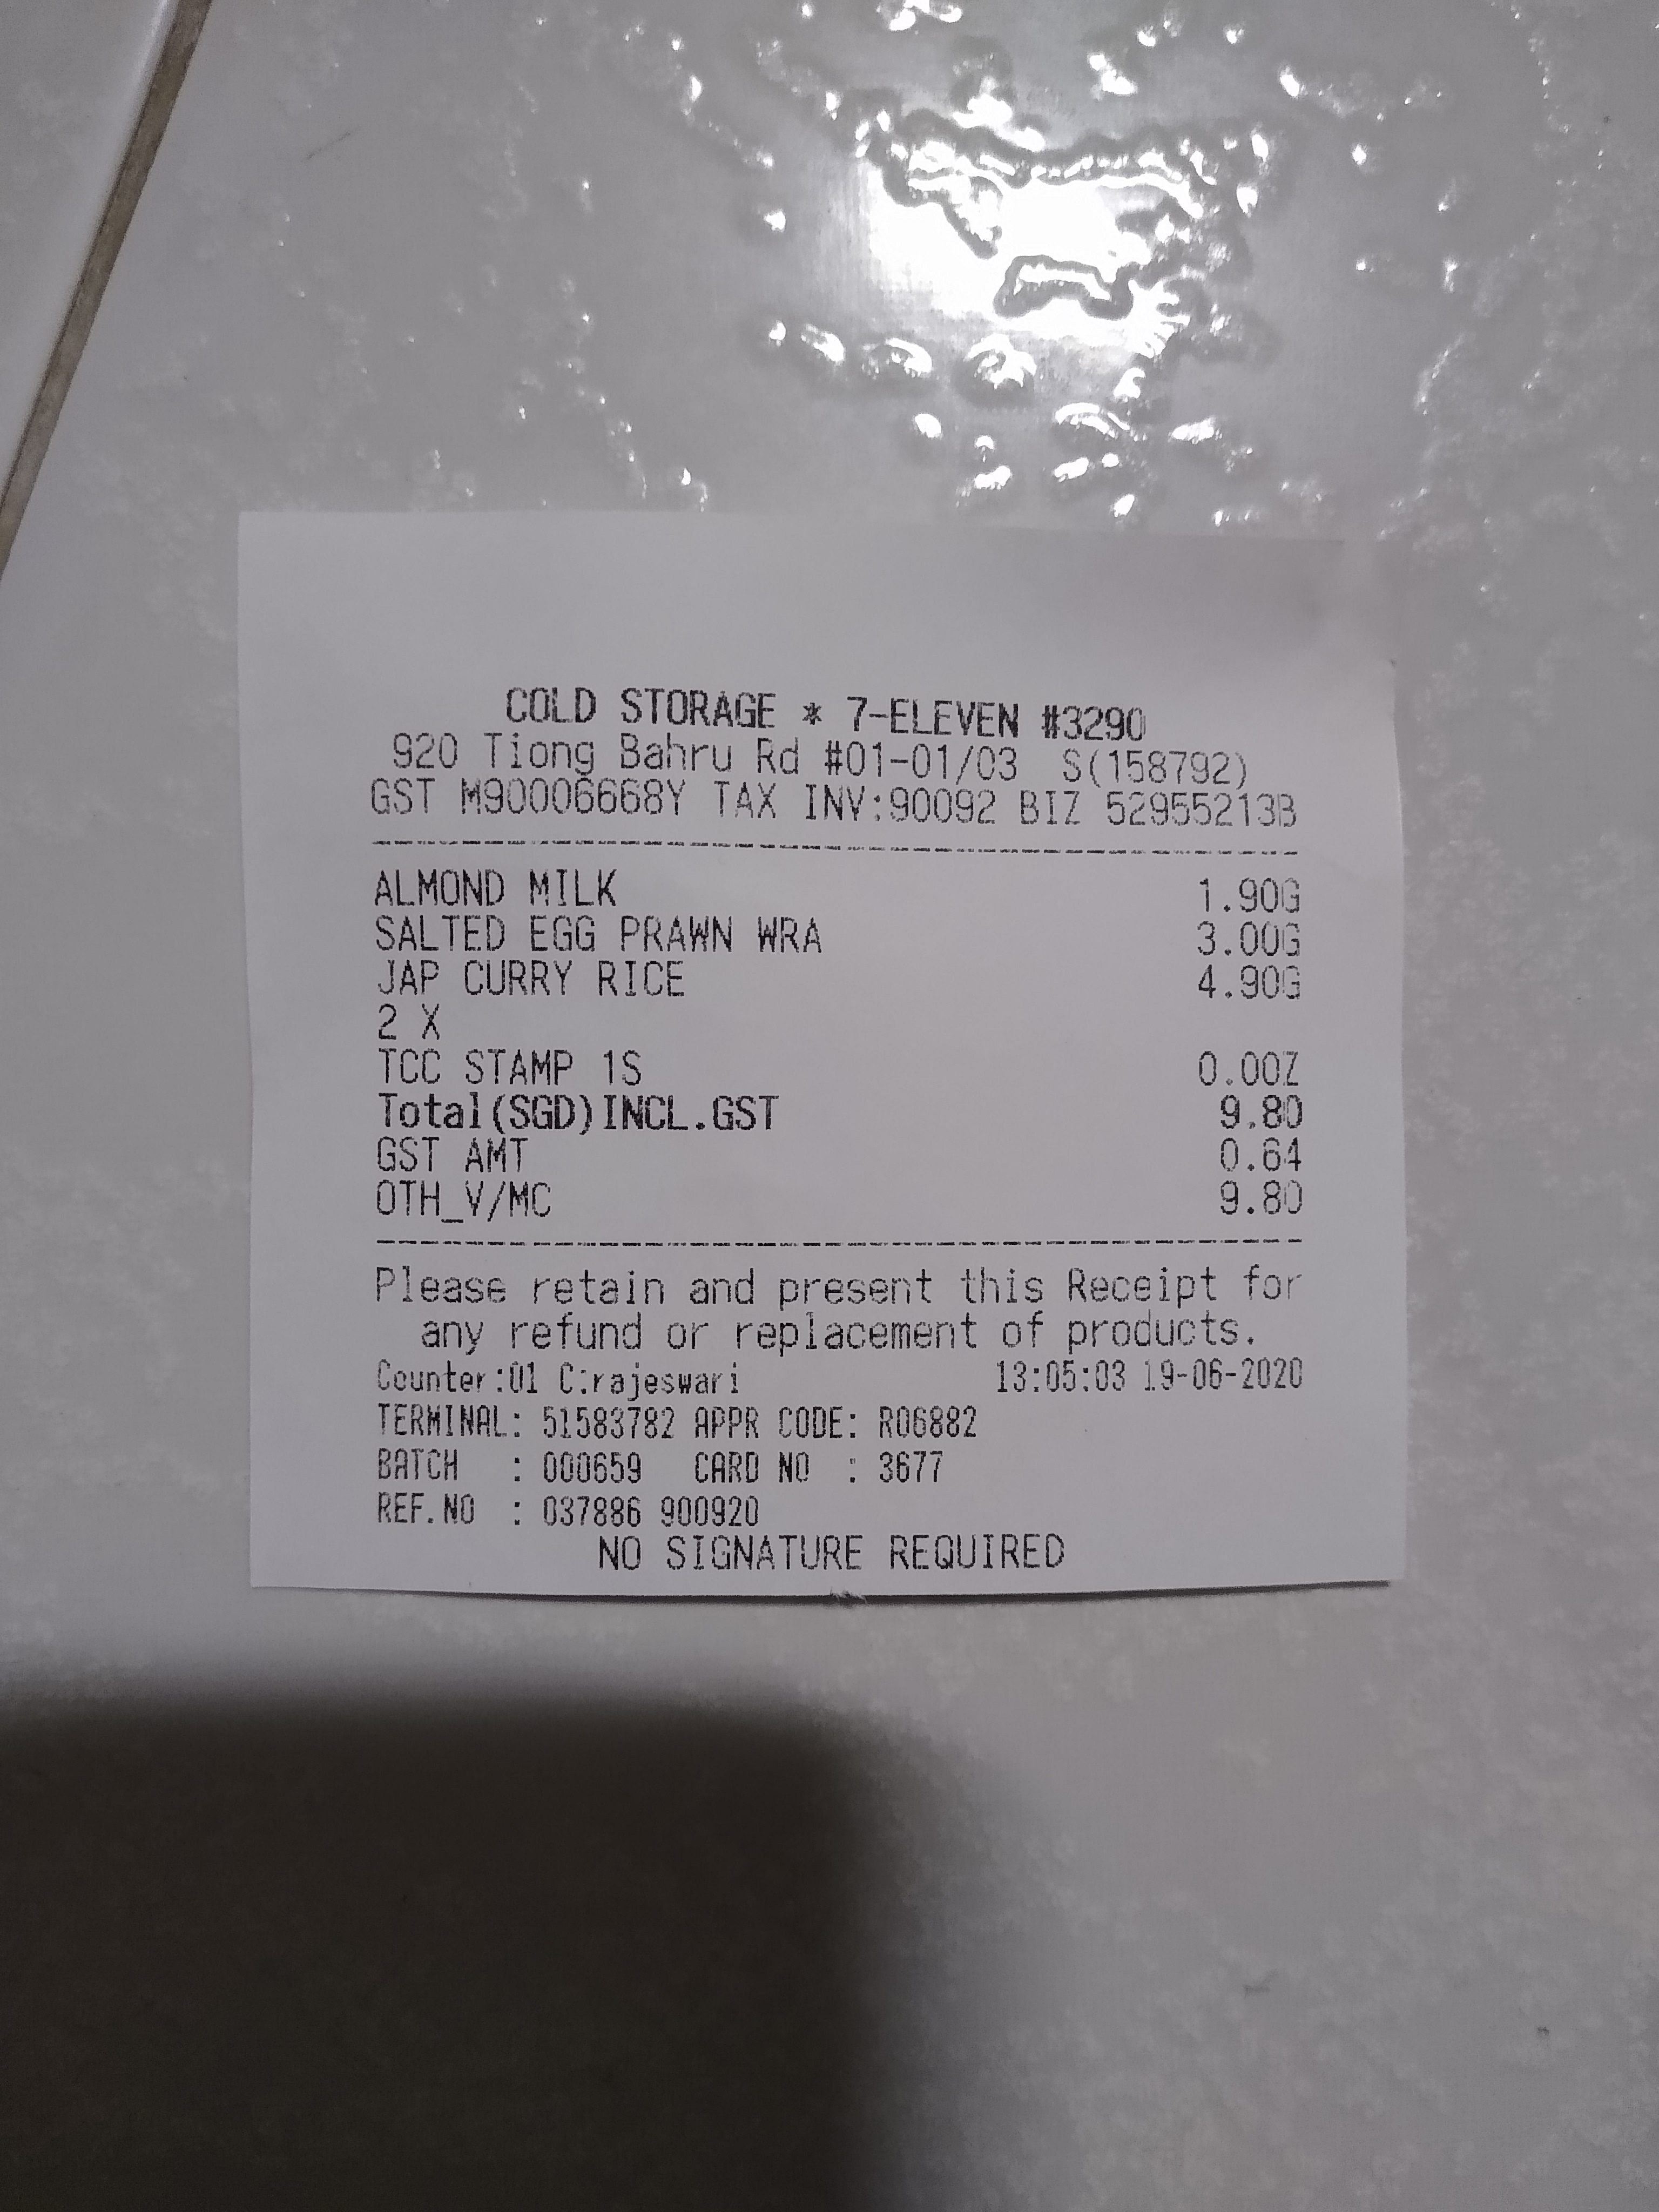 COLD STORAGE * 7-ELEVEN #3290
920 Tiong Bahru Rd #01-01/03 S(158792)
GST M90006668Y TAX INV:90092 BIZ 52955213B
ALMOND MILK 1.90G
SALTED EGG PRAWN WRA 3.00G
JAP CURRY RICE 4.90G
2 X
TCC STAMP 1S 0.00Z
Total(SGD)INCL.GST 9.80
GST AMT 0.64
OTH_V/MC 9.80
Please retain and present this Receipt for
any refund or replacement of products.
Counter:01 C:rajeswari 13:05:03 19-06-2020
TERMINAL: 51583782 APPR CODE: R06882
BATCH : 000659 CARD NO : 3677
REF.NO : 037886 900920
NO SIGNATURE REQUIRED